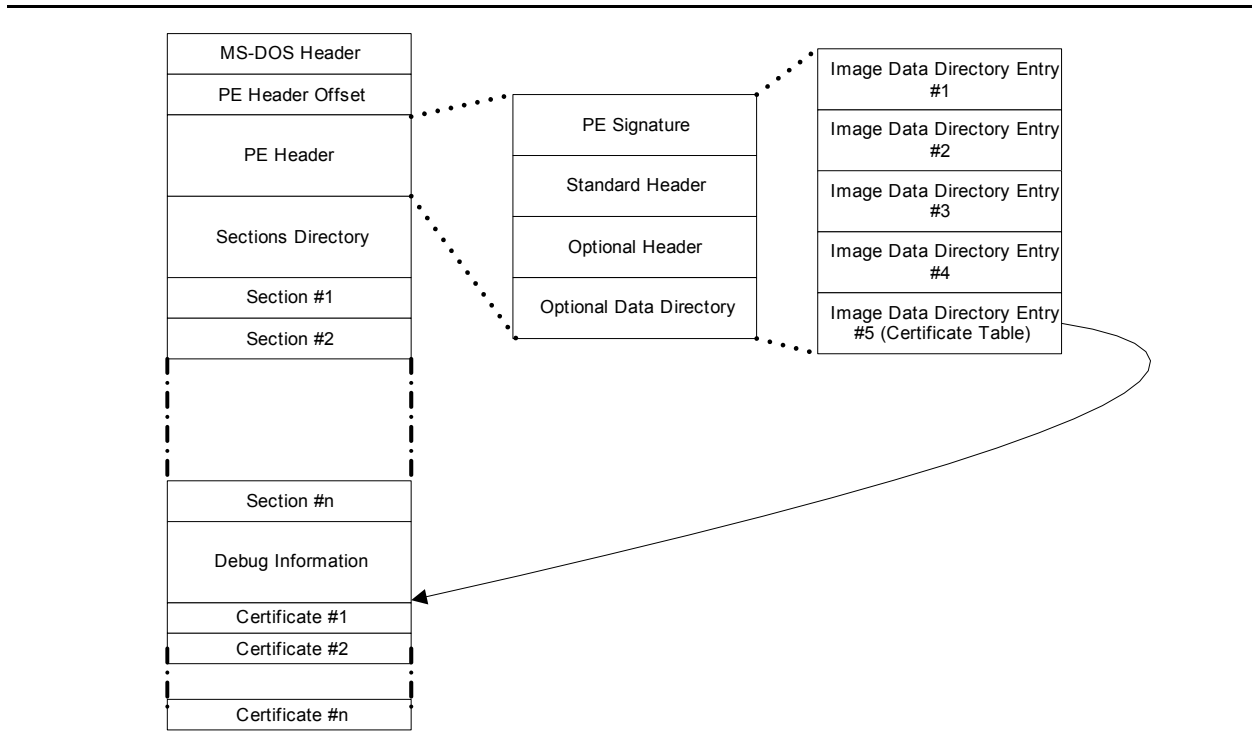 MS-DOS Header
PE Header Offset
PE Header
Sections Directory
Section #1
Section #2
Section #n
Debug Information
Certificate #1
Certificate #2
Certificate #n
PE Signature
Standard Header
Optional Header
Optional Data Directory
Image Data Directory Entry
#1
Image Data Directory Entry
#2
Image Data Directory Entry
#3
Image Data Directory Entry
#4
Image Data Directory Entry
#5 (Certificate Table)